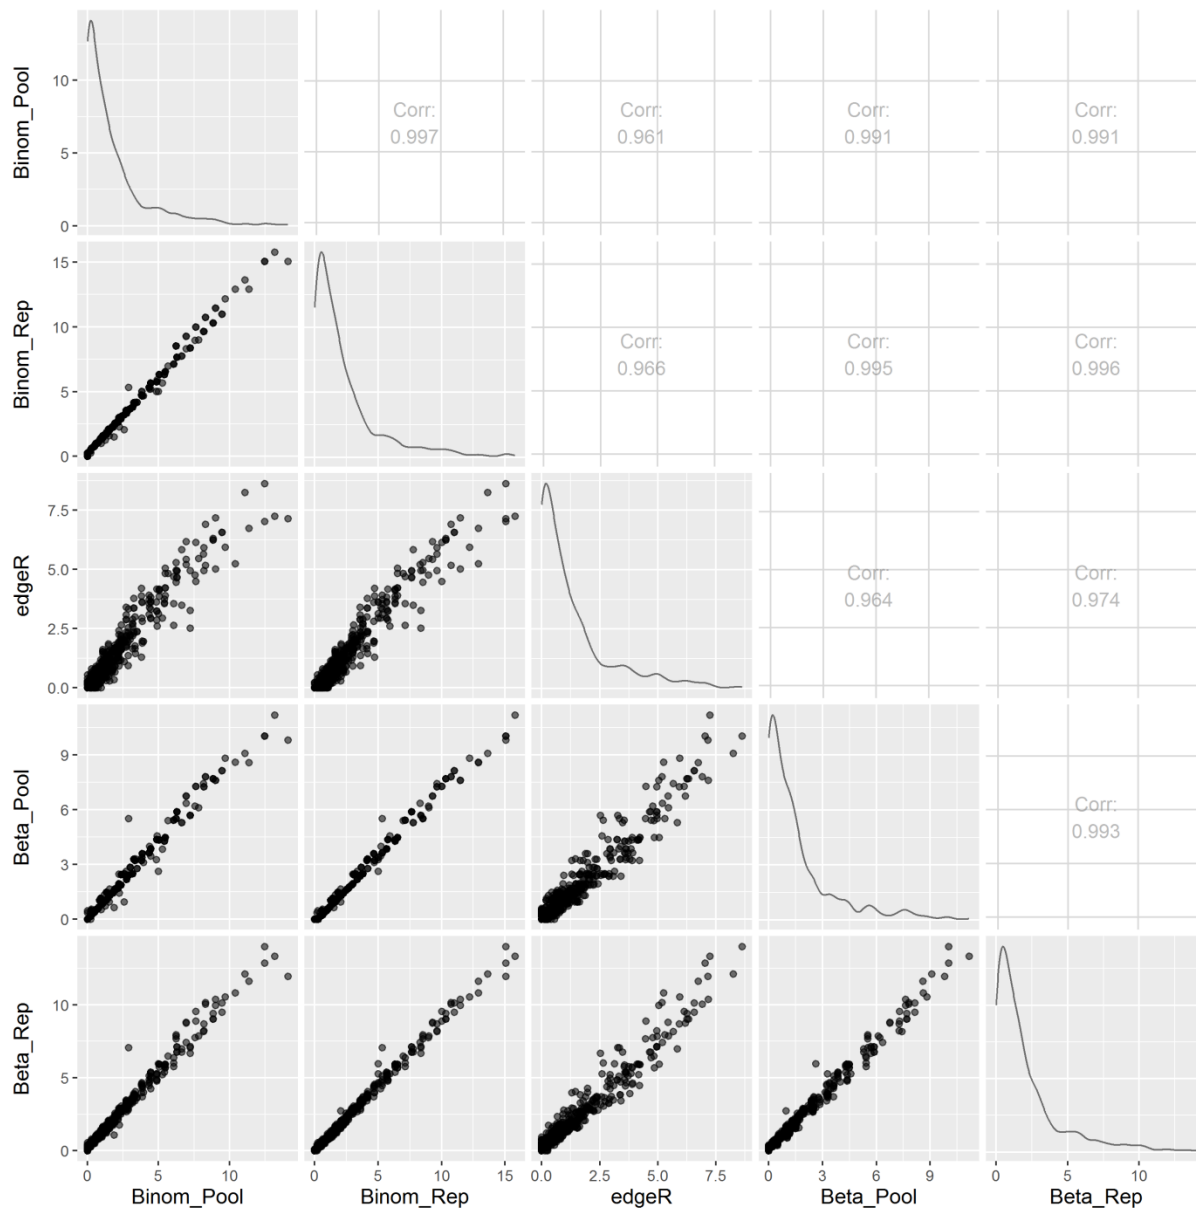 Binom_Pool
10
5
0
Corr:
0.997
Corr:
0.961
Corr:
0.991
Corr:
0.991
Binom_Rep
15
10
5
0
Corr:
0.966
Corr:
0.995
Corr:
0.996
edgeR
7.5
5.0
2.5
0.0
Corr:
0.964
Corr:
0.974
Beta_Pool
9
6
3
0
Corr:
0.993
Beta_Rep
10
5
0
0 5 10
0 5 10 15
0.0 2.5 5.0 7.5
0 3 6 9
0 5 10
Binom_Pool
Binom_Rep
edgeR
Beta_Pool
Beta_Rep